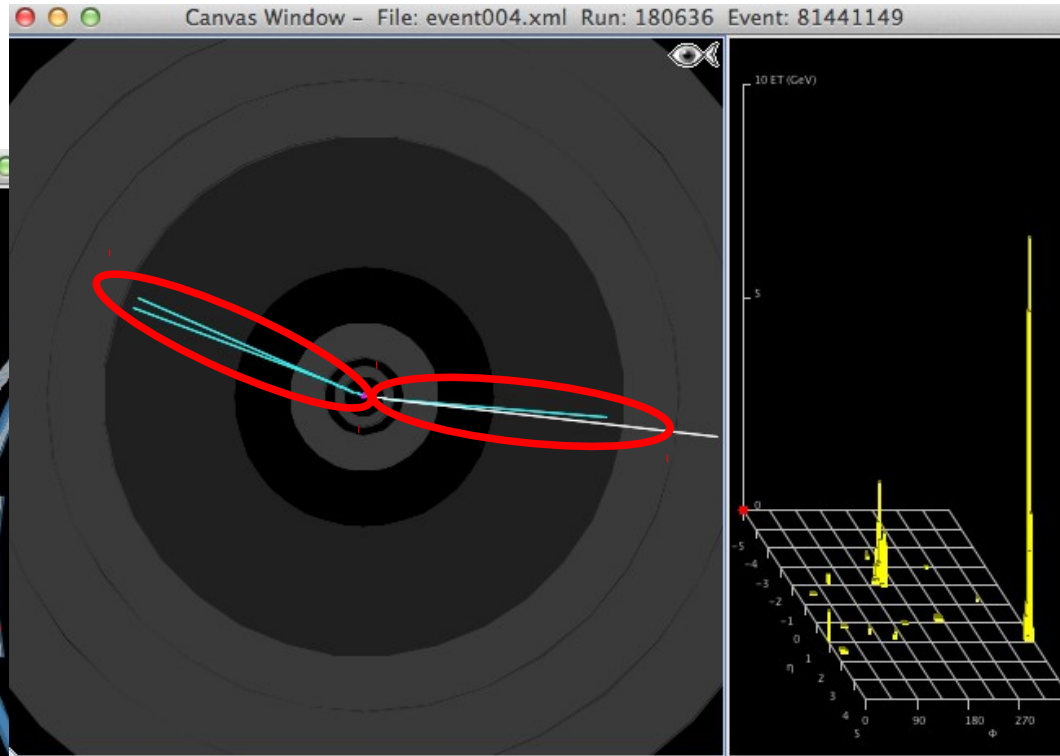 Canvas Window – File: event004.xml Run: 180636 Event: 81441149
10 ET (GeV)
5
0
-5
-4
-3
-2
-1
0
1
2
3
4
5
η
0 90 180 270
Φ